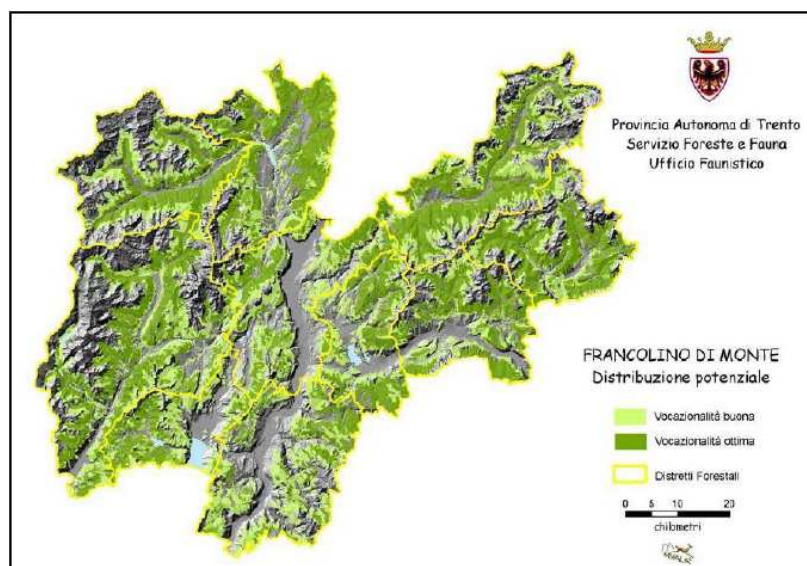 Provincia Autonoma di Trento
Servizio Foreste e Fauna
Ufficio Faunistico
FRANCOLINO DI MONTE
Distribuzione potenziale
Vocazionalità buona
Vocazionalità ottima
Distretti Forestali
0 5 10 20
chilometri